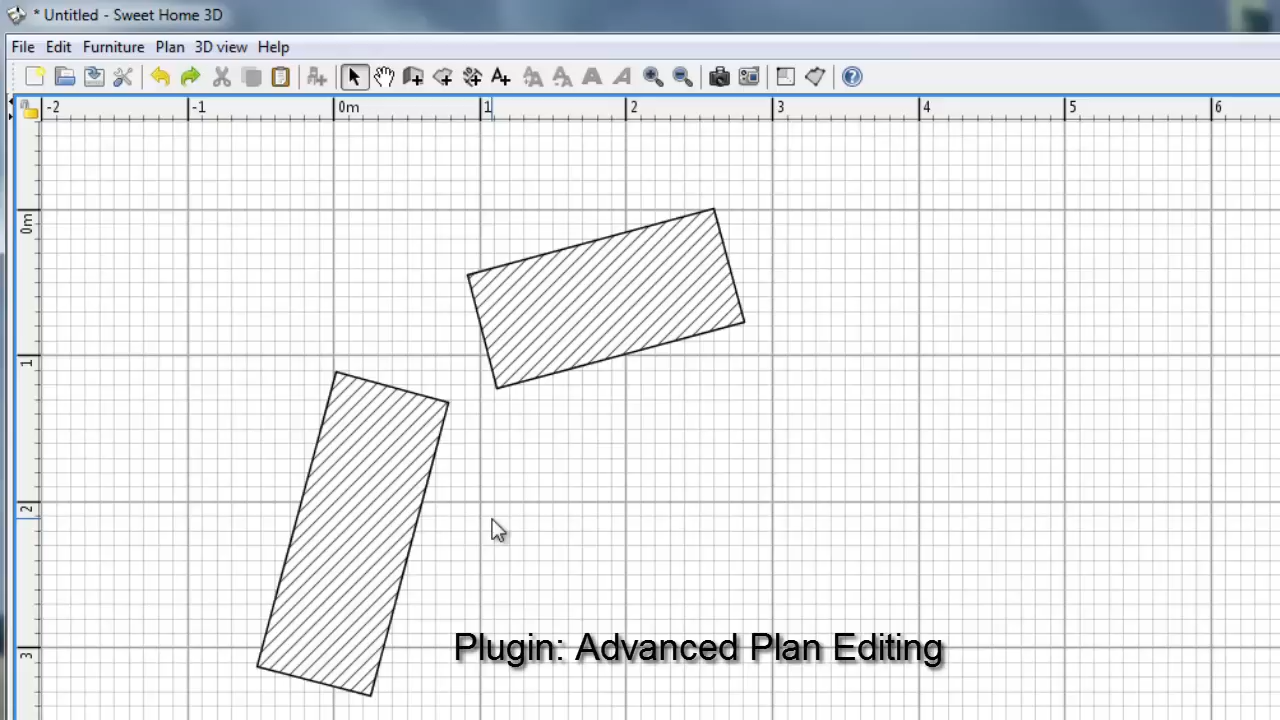 * Untitled - Sweet Home 3D
File Edit Furniture Plan 3D view Help
-2 -1 0m 1 2 3 4 5 6
0m
1
2
3
Plugin: Advanced Plan Editing